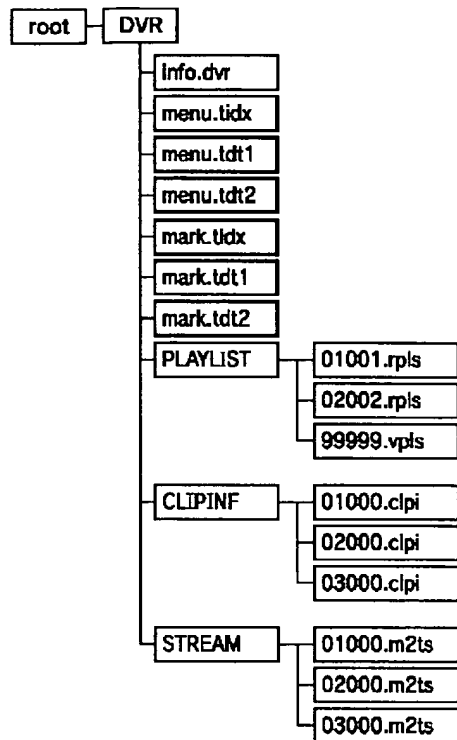 root DVR
info.dvr
menu.tidx
menu.tdt1
menu.tdt2
mark.tidx
mark.tdt1
mark.tdt2
PLAYLIST 01001.rpls
02002.rpls
99999.vpls
CLIPINF 01000.clpi
02000.clpi
03000.clpi
STREAM 01000.m2ts
02000.m2ts
03000.m2ts